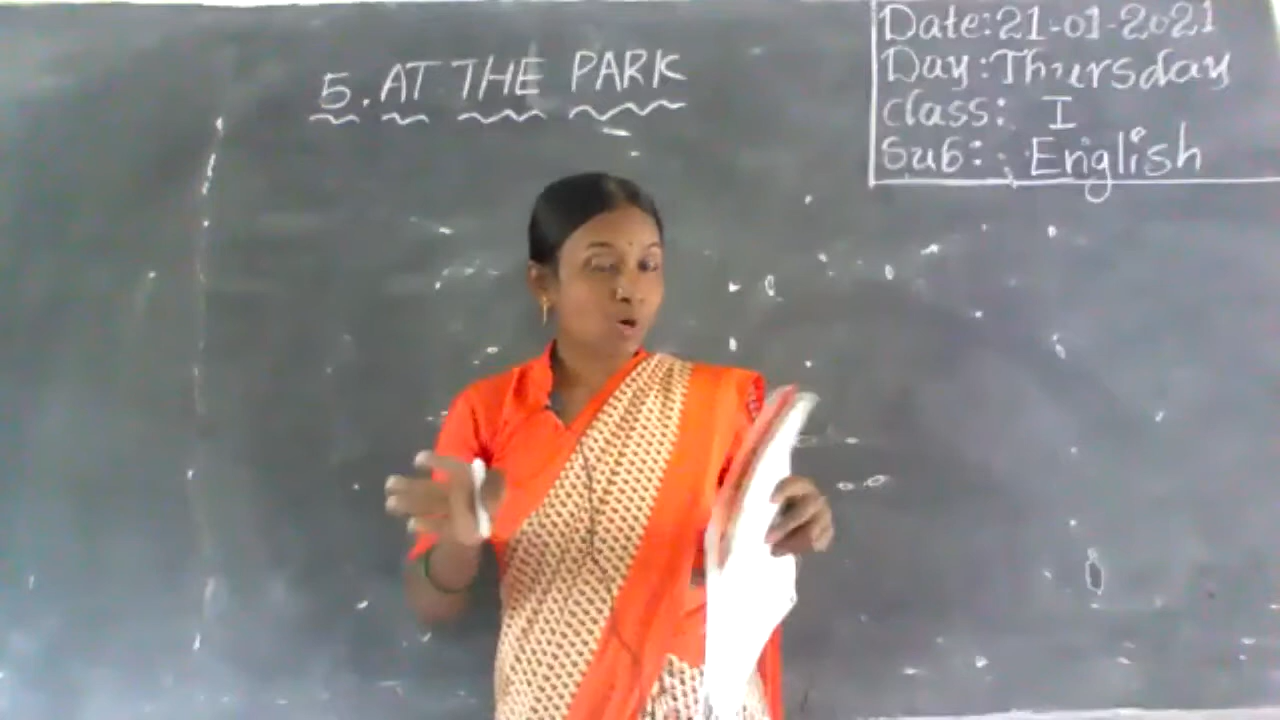 5. AT THE PARK
Date: 21-01-2021
Day: Thursday
class: I
Sub: English